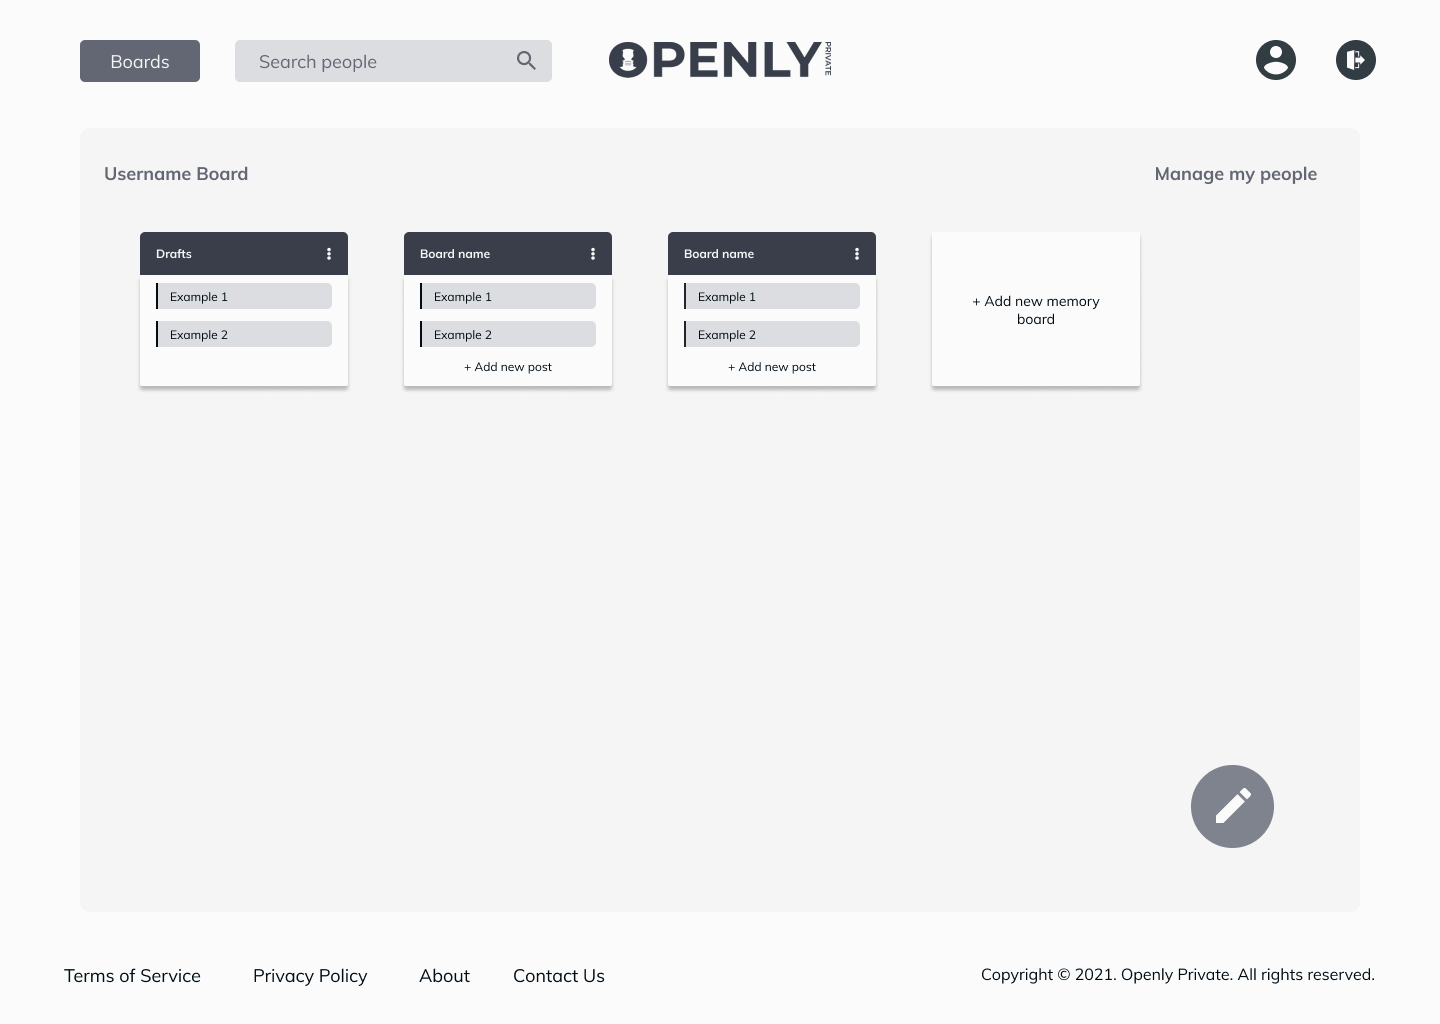 Boards
Search people
OPENLY
PRIVATE
Username Board
Manage my people
Drafts
Example 1
Example 2
Board name
Example 1
Example 2
+ Add new post
Board name
Example 1
Example 2
+ Add new post
+ Add new memory
board
Terms of Service
Privacy Policy
About
Contact Us
Copyright © 2021. Openly Private. All rights reserved.